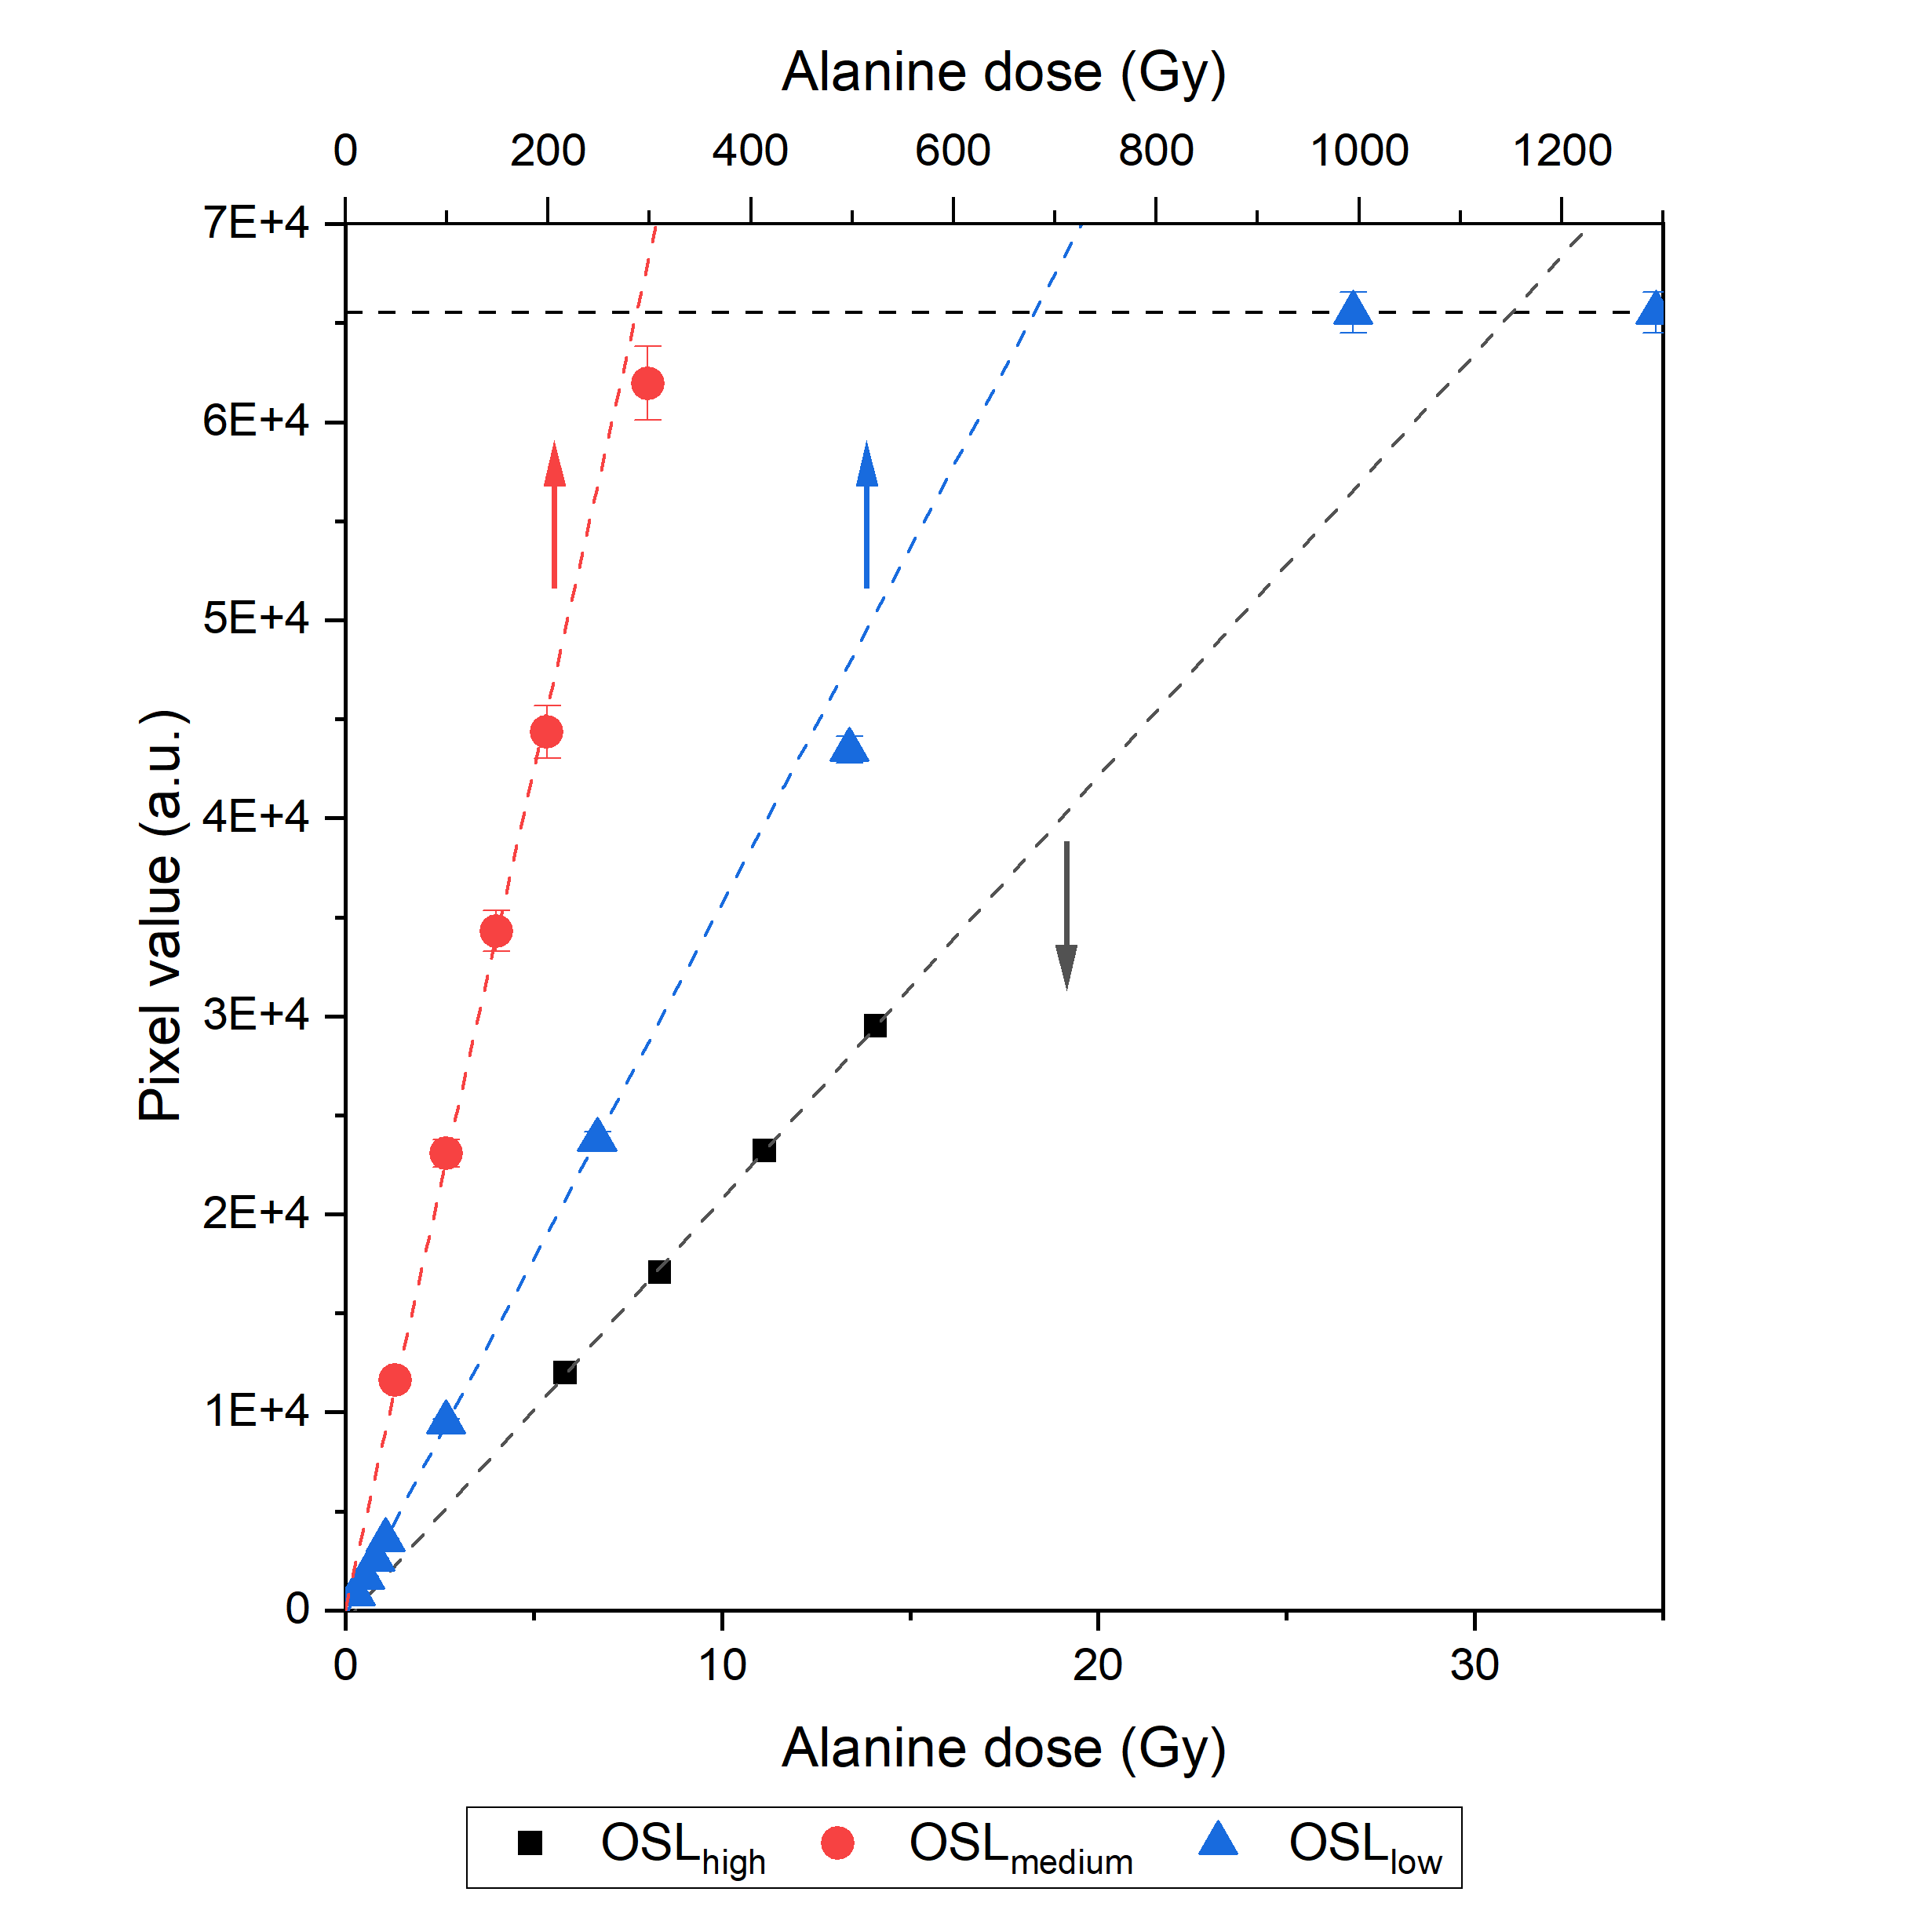 Alanine dose (Gy)
0 200 400 600 800 1000 1200
7E+4
6E+4
5E+4
4E+4
3E+4
2E+4
1E+4
0
Pixel value (a.u.)
0 10 20 30
Alanine dose (Gy)
OSLhigh OSLmedium OSLlow